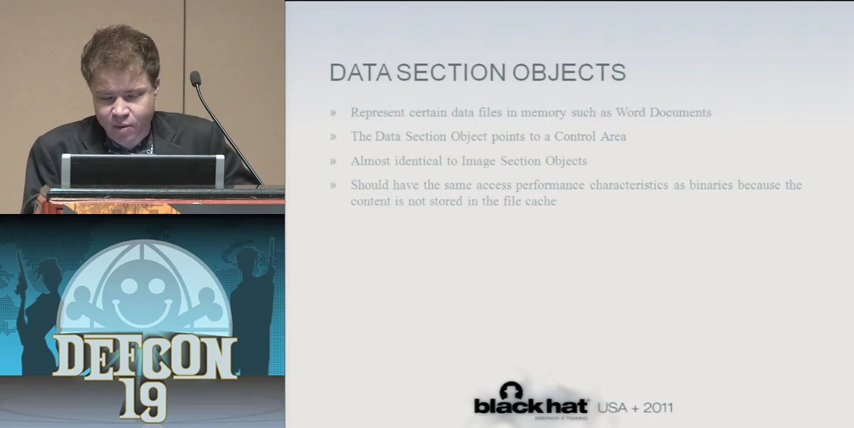 DATA SECTION OBJECTS
» Represent certain data files in memory such as Word Documents
» The Data Section Object points to a Control Area
» Almost identical to Image Section Objects
» Should have the same access performance characteristics as binaries because the
content is not stored in the file cache
DEFCON
19
black hat USA + 2011